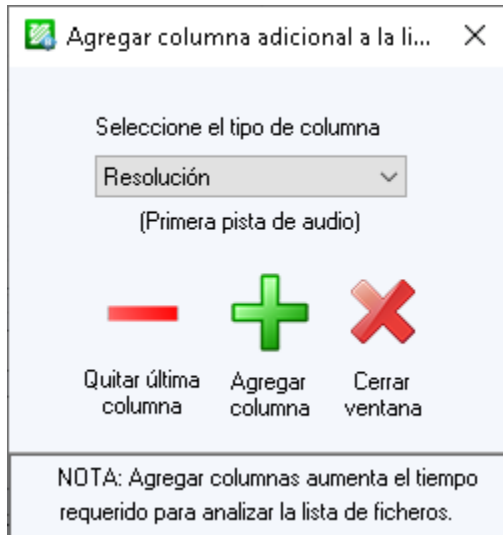 Agregar columna adicional a la li...
Seleccione el tipo de columna
Resolución
(Primera pista de audio)
Quitar última
columna
Agregar
columna
Cerrar
ventana
NOTA: Agregar columnas aumenta el tiempo
requerido para analizar la lista de ficheros.